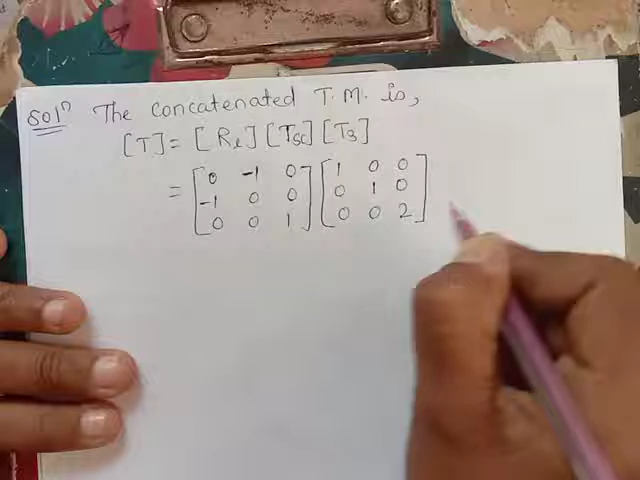 Solⁿ The concatenated T.M. is,
[T] = [Rₗ] [Tsc] [T₃]
= [0 -1 0 [1 0 0
-1 0 0 0 1 0
0 0 1] 0 0 2]